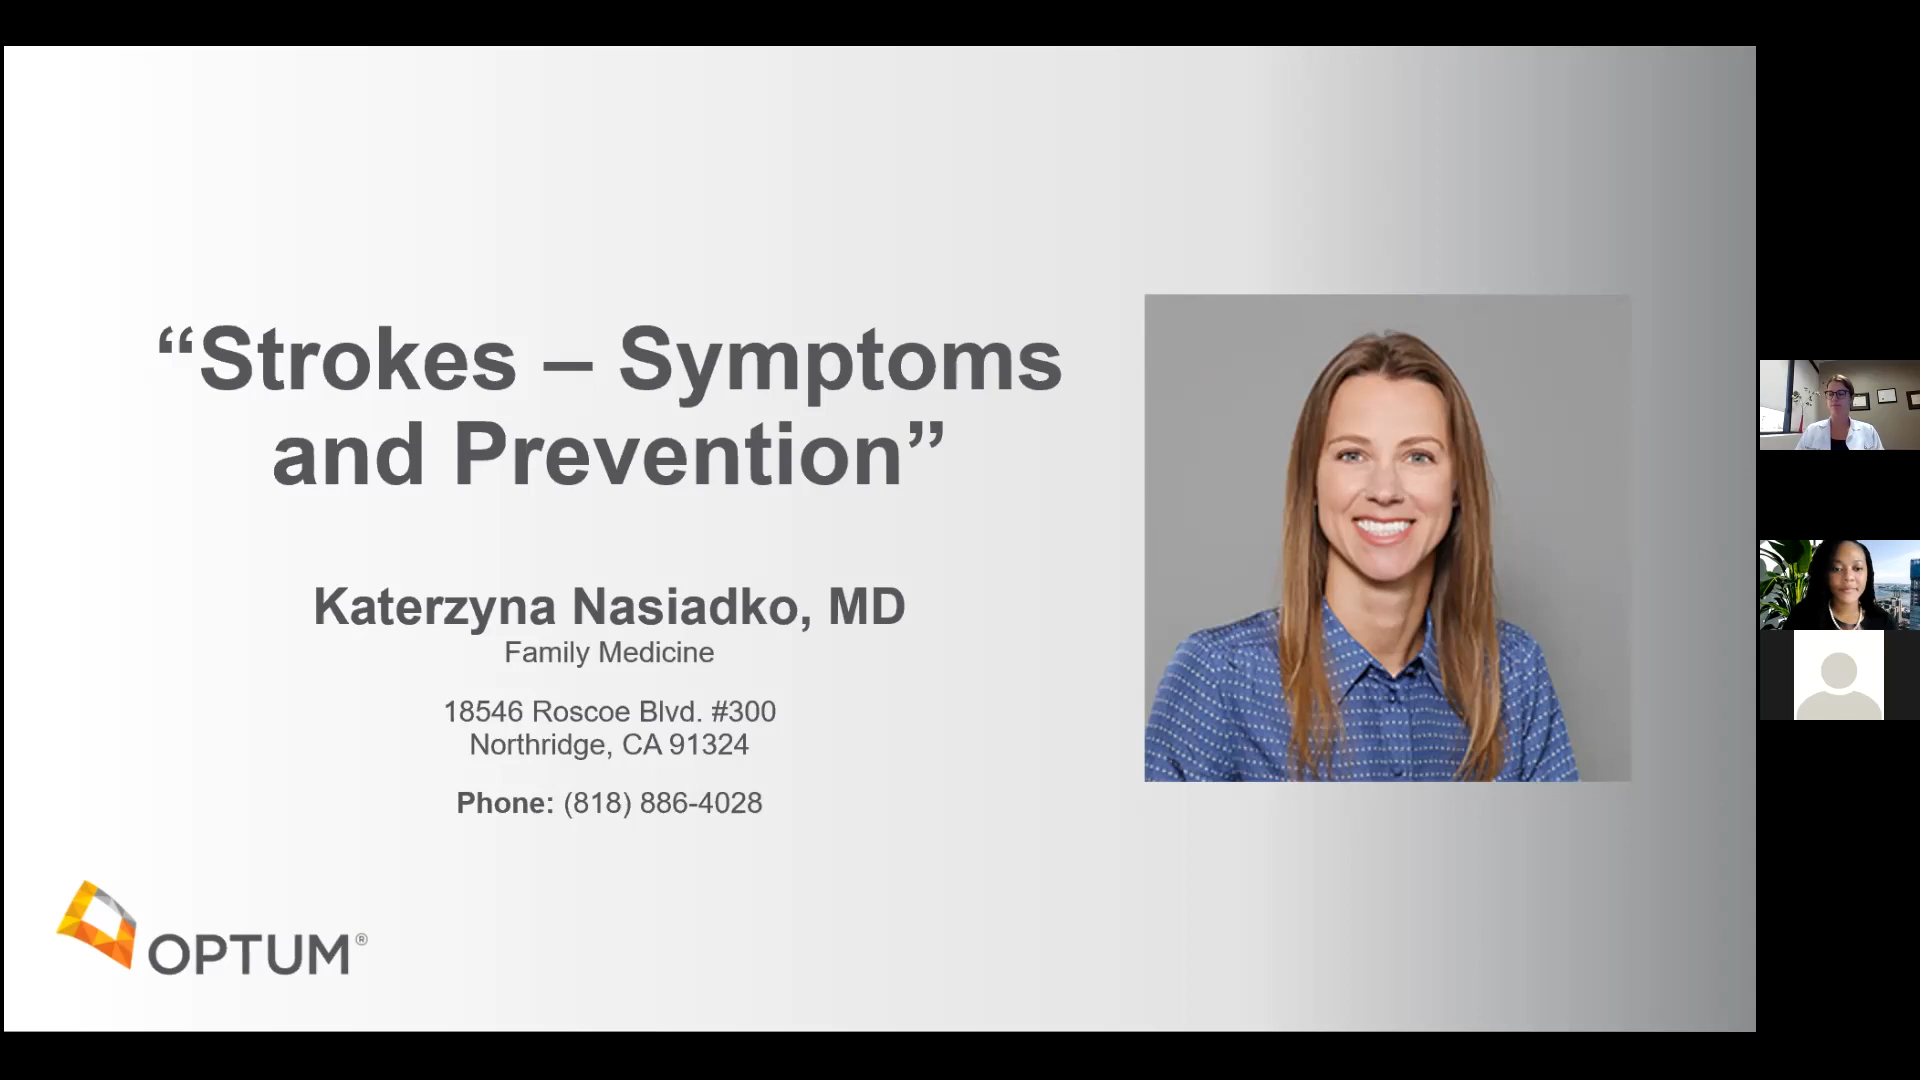 “Strokes – Symptoms
and Prevention”
Katerzyna Nasiadko, MD
Family Medicine
18546 Roscoe Blvd. #300
Northridge, CA 91324
Phone: (818) 886-4028
OPTUM®